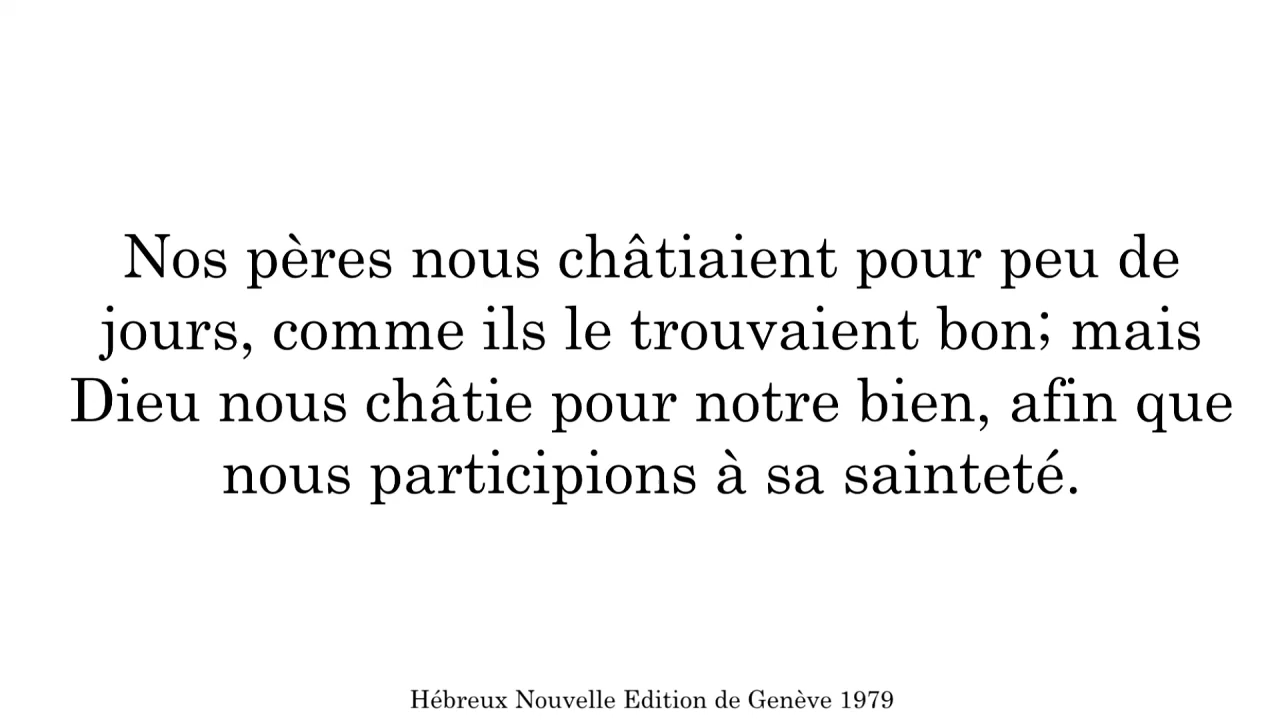 Nos pères nous châtiaient pour peu de
jours, comme ils le trouvaient bon; mais
Dieu nous châtie pour notre bien, afin que
nous participions à sa sainteté.
Hébreux Nouvelle Edition de Genève 1979